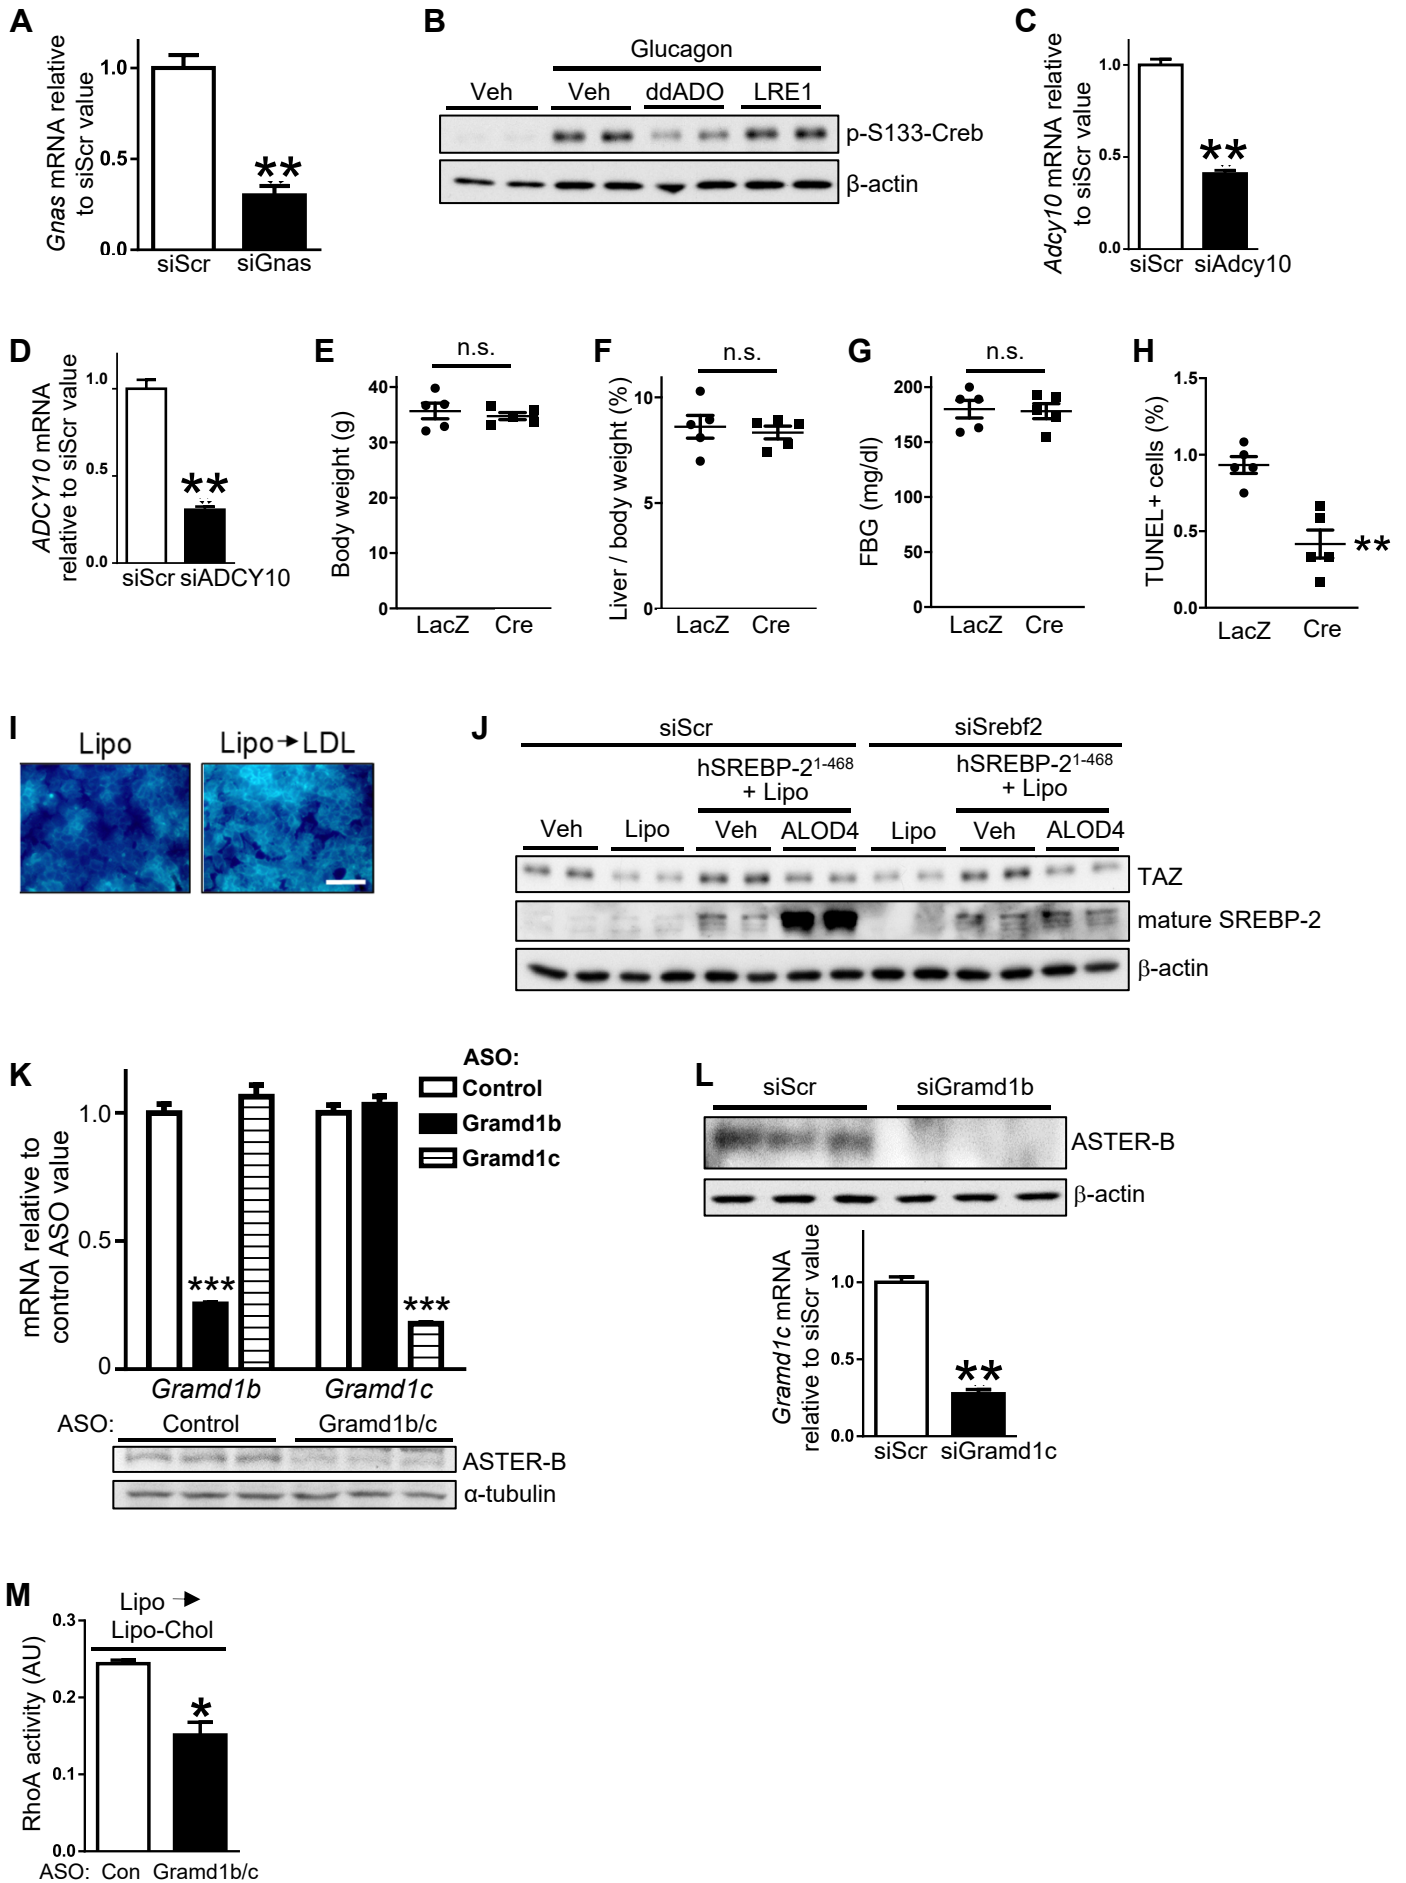 A
Gnas mRNA relative
to siScr value
1.0
0.5
0.0
**
siScr siGnas
B
Glucagon
Veh Veh ddADO LRE1
p-S133-Creb
β-actin
C
Adcy10 mRNA relative
to siScr value
1.0
0.5
0.0
**
siScr siAdcy10
D
ADCY10 mRNA
relative to siScr value
1.0
0.5
0.0
**
siScr siADCY10
E
n.s.
Body weight (g)
40
30
20
10
0
LacZ Cre
F
n.s.
Liver / body weight (%)
10
5
0
LacZ Cre
G
n.s.
FBG (mg/dl)
200
150
100
50
0
LacZ Cre
H
TUNEL+ cells (%)
1.5
1.0
0.5
0.0
**
LacZ Cre
I
Lipo Lipo→LDL
J
siScr siSrebf2
hSREBP-2¹⁻⁴⁶⁸ hSREBP-2¹⁻⁴⁶⁸
+ Lipo + Lipo
Veh Lipo Veh ALOD4 Lipo Veh ALOD4
TAZ
mature SREBP-2
β-actin
K
ASO:
Control
Gramd1b
Gramd1c
mRNA relative to
control ASO value
1.0
0.5
0
***
***
Gramd1b Gramd1c
ASO: Control Gramd1b/c
ASTER-B
α-tubulin
L
siScr siGramd1b
ASTER-B
β-actin
Gramd1c mRNA
relative to siScr value
1.0
0.5
0.0
**
siScr siGramd1c
M
Lipo →
Lipo-Chol
RhoA activity (AU)
0.3
0.2
0.1
0.0
*
ASO: Con Gramd1b/c